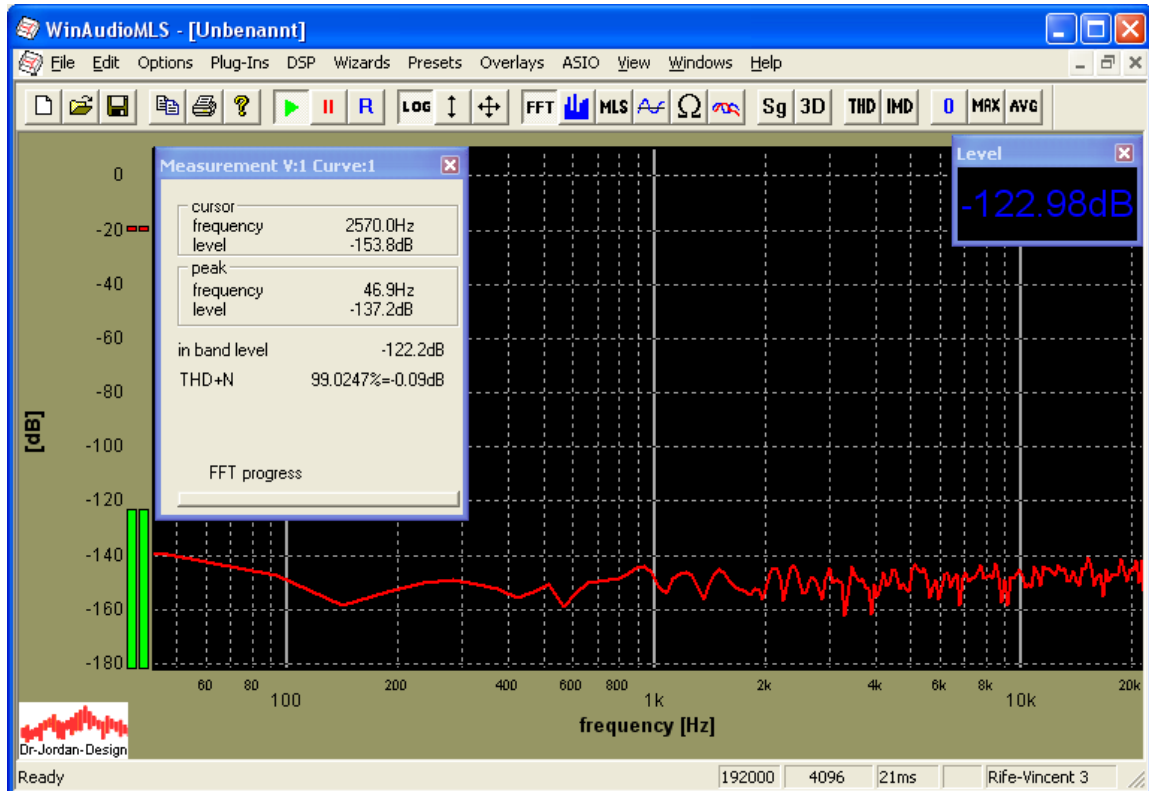 WinAudioMLS - [Unbenannt]
File Edit Options Plug-Ins DSP Wizards Presets Overlays ASIO View Windows Help
R LOG FFT MLS Ω Sg 3D THD IMD 0 MAX AVG
Measurement V:1 Curve:1
cursor
frequency 2570.0Hz
level -153.8dB
peak
frequency 46.9Hz
level -137.2dB
in band level -122.2dB
THD+N 99.0247%=-0.09dB
FFT progress
Level
-122.98dB
0
-20
-40
-60
-80
-100
-120
-140
-160
-180
[dB]
60 80 200 400 600 800 2k 4k 6k 8k 20k
100 1k 10k
frequency [Hz]
Dr-Jordan-Design
Ready 192000 4096 21ms Rife-Vincent 3